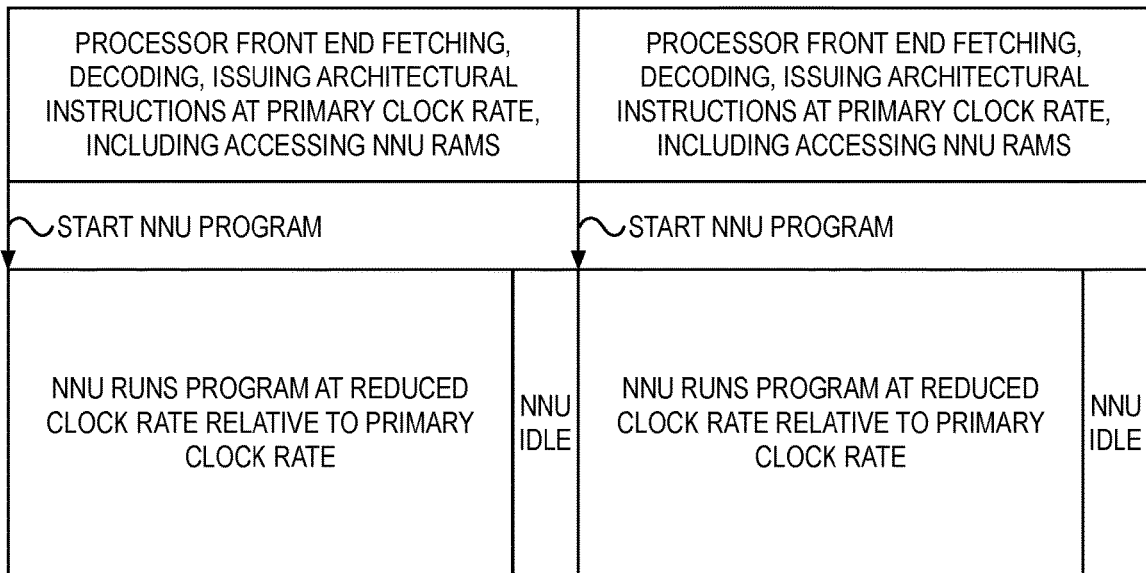 PROCESSOR FRONT END FETCHING,
DECODING, ISSUING ARCHITECTURAL
INSTRUCTIONS AT PRIMARY CLOCK RATE,
INCLUDING ACCESSING NNU RAMS
PROCESSOR FRONT END FETCHING,
DECODING, ISSUING ARCHITECTURAL
INSTRUCTIONS AT PRIMARY CLOCK RATE,
INCLUDING ACCESSING NNU RAMS
START NNU PROGRAM
START NNU PROGRAM
NNU RUNS PROGRAM AT REDUCED
CLOCK RATE RELATIVE TO PRIMARY
CLOCK RATE
NNU
IDLE
NNU RUNS PROGRAM AT REDUCED
CLOCK RATE RELATIVE TO PRIMARY
CLOCK RATE
NNU
IDLE